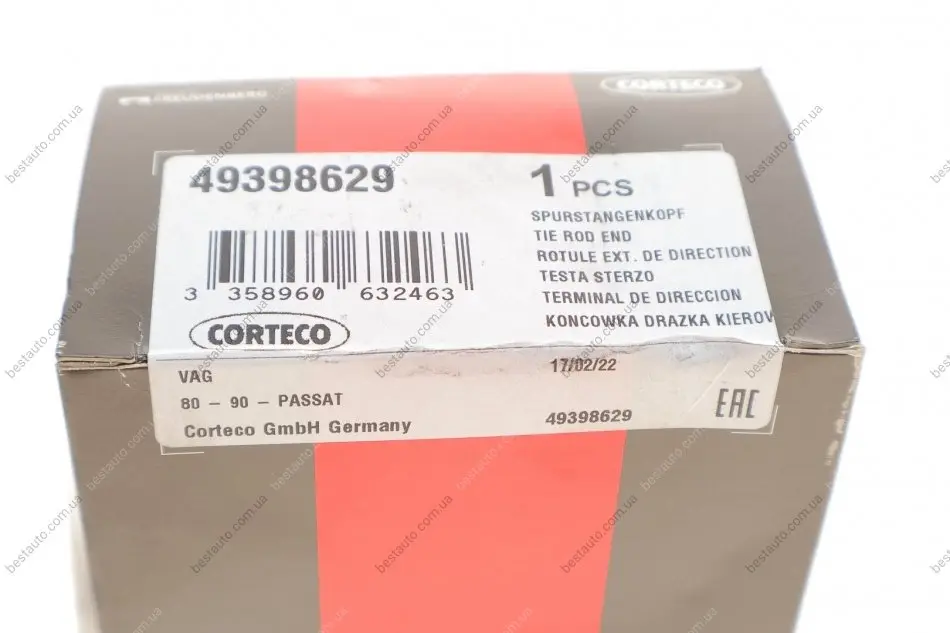 FREUDENBERG
CORTECO
49398629
1 PCS
SPURSTANGENKOPF
TIE ROD END
ROTULE EXT. DE DIRECTION
TESTA STERZO
TERMINAL DE DIRECCION
KONCOWKA DRAZKA KIEROW
3 358960 632463
CORTECO
VAG
17/02/22
80 – 90 – PASSAT
Corteco GmbH Germany
49398629
EAC
bestauto.com.ua